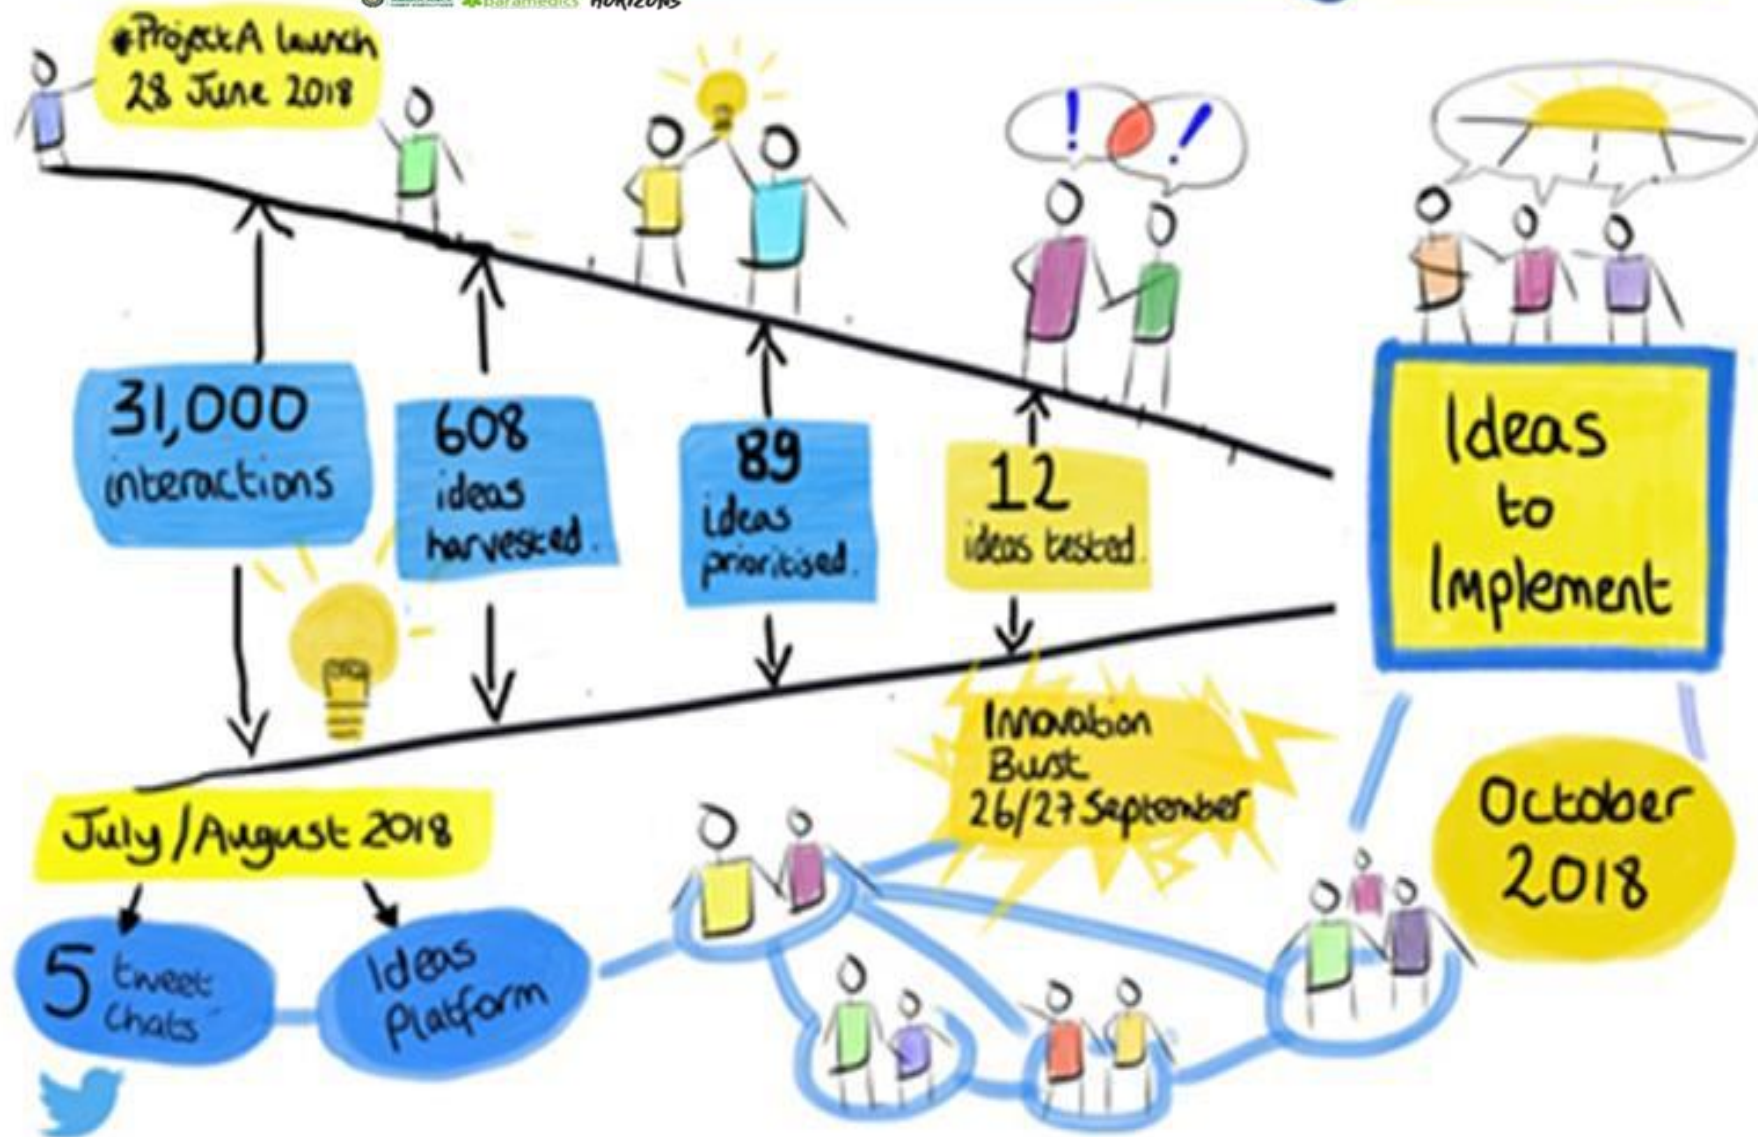 paramedics HORIZONS
#ProjectA launch
28 June 2018
31,000
interactions
608
ideas
harvested.
89
ideas
prioritised.
12
ideas tested.
Ideas
to
Implement
Innovation
Burst
26/27 September
July/August 2018
October
2018
5 tweet
chats
Ideas
Platform